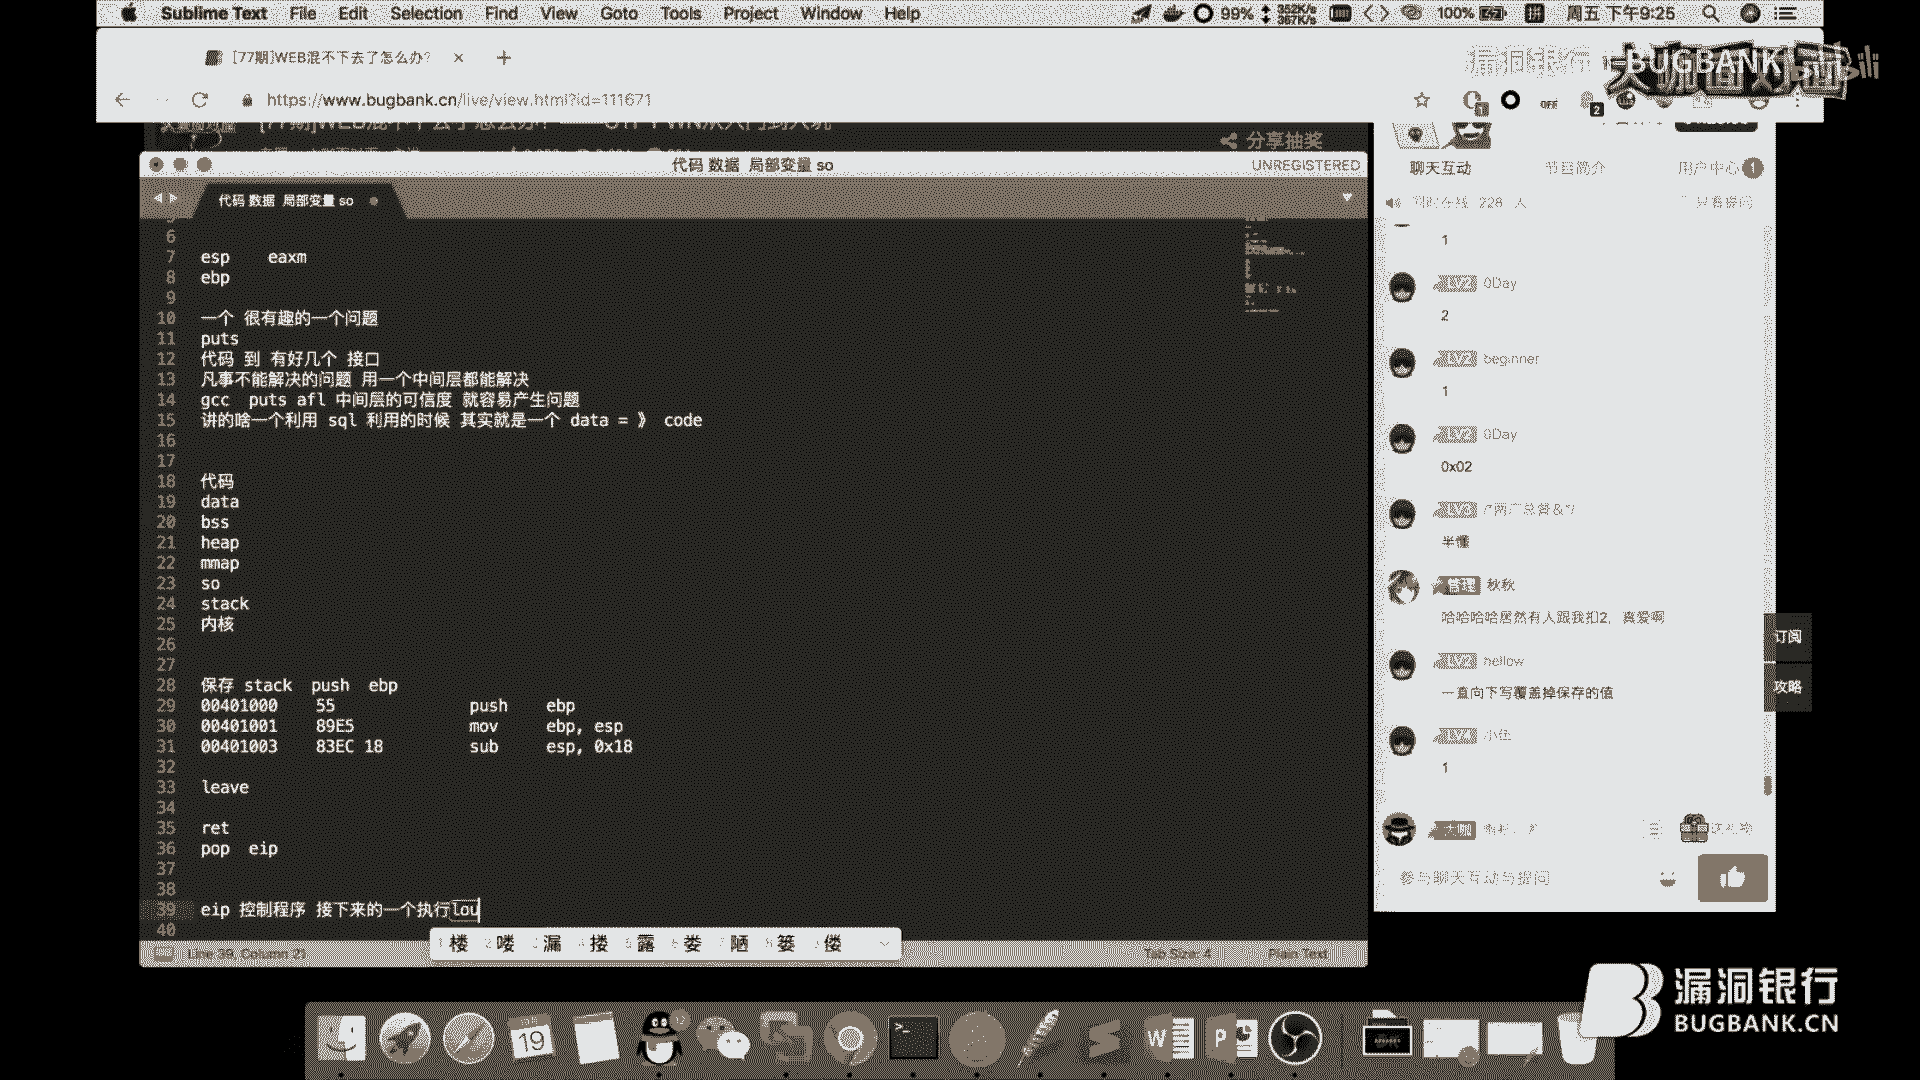 Sublime Text File Edit Selection Find View Goto Tools Project Window Help
99% 352K/s 367K/s 100% 拼 周五 下午9:25
[77期]WEB混不下去了怎么办?
漏洞银行 BUGBANK
https://www.bugbank.cn/live/view.html?id=111671
OFF
分享抽奖
代码 数据 局部变量 so
UNREGISTERED
代码 数据 局部变量 so
6
7 esp eaxm
8 ebp
9
10 一个 很有趣的一个问题
11 puts
12 代码 到 有好几个 接口
13 凡事不能解决的问题 用一个中间层都能解决
14 gcc puts afl 中间层的可信度 就容易产生问题
15 讲的啥一个利用 sql 利用的时候 其实就是一个 data = 》 code
16
17
18 代码
19 data
20 bss
21 heap
22 mmap
23 so
24 stack
25 内核
26
27
28 保存 stack push ebp
29 00401000 55 push ebp
30 00401001 89E5 mov ebp, esp
31 00401003 83EC 18 sub esp, 0x18
32
33 leave
34
35 ret
36 pop eip
37
38
39 eip 控制程序 接下来的一个执行lou
40
1 楼 2 喽 3 漏 4 搂 5 露 6 娄 7 陋 8 篓 9 偻
Line 39, Column 21
Tab Size: 4
Plain Text
聊天互动 节目简介 用户中心 1
同时在线 228 人
1
LV2 0Day
2
LV2 beginner
1
LV2 0Day
0x02
LV3
半懂
管理 秋秋
哈哈哈哈居然有人跟我扣2，真爱啊
LV2 hellow
一直向下写覆盖掉保存的值
LV4
1
大咖
参与聊天互动与提问
订阅
攻略
19
漏洞银行
BUGBANK.CN